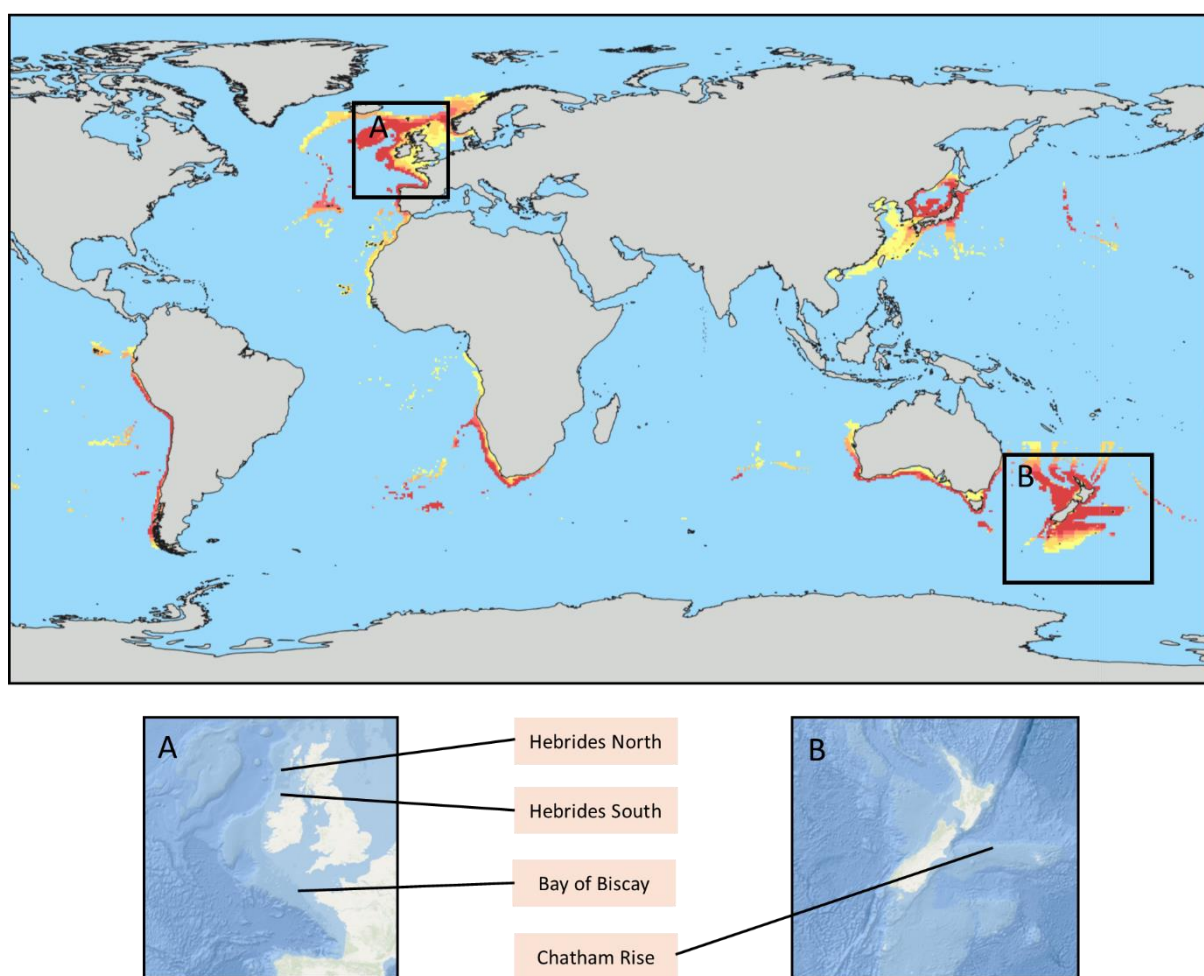 A
B
A
Hebrides North
Hebrides South
Bay of Biscay
Chatham Rise
B